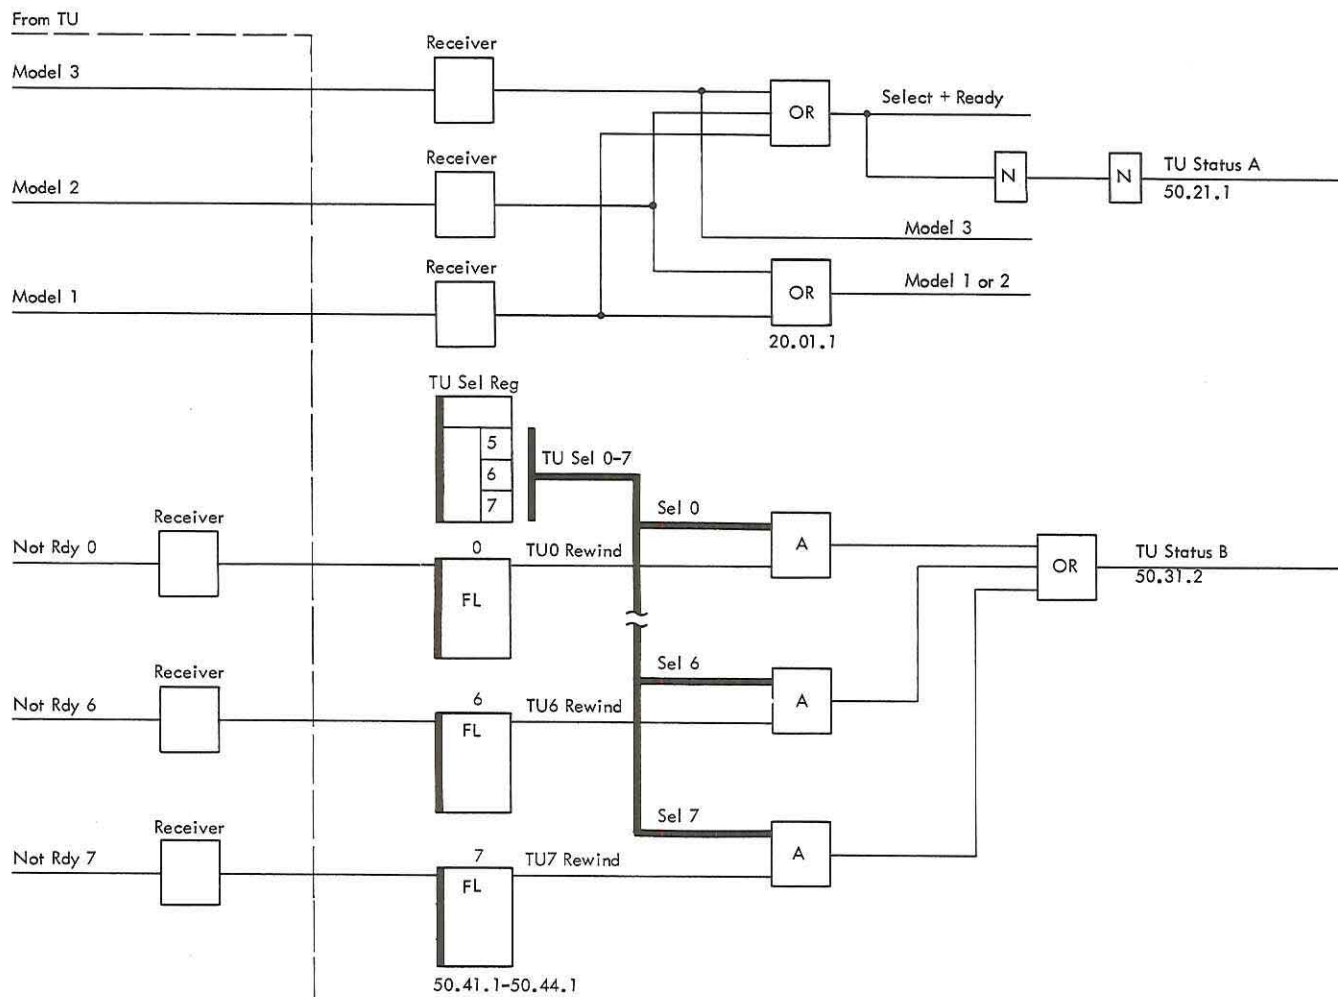 From TU
Receiver
Model 3
OR
Select + Ready
Receiver
N
N
TU Status A
50.21.1
Model 2
Model 3
Receiver
OR
Model 1 or 2
Model 1
20.01.1
TU Sel Reg
5
6
7
TU Sel 0-7
Sel 0
Receiver
Not Rdy 0
0
TU0 Rewind
A
FL
OR
TU Status B
50.31.2
Sel 6
Receiver
Not Rdy 6
6
TU6 Rewind
A
FL
Sel 7
Receiver
Not Rdy 7
7
TU7 Rewind
A
FL
50.41.1-50.44.1